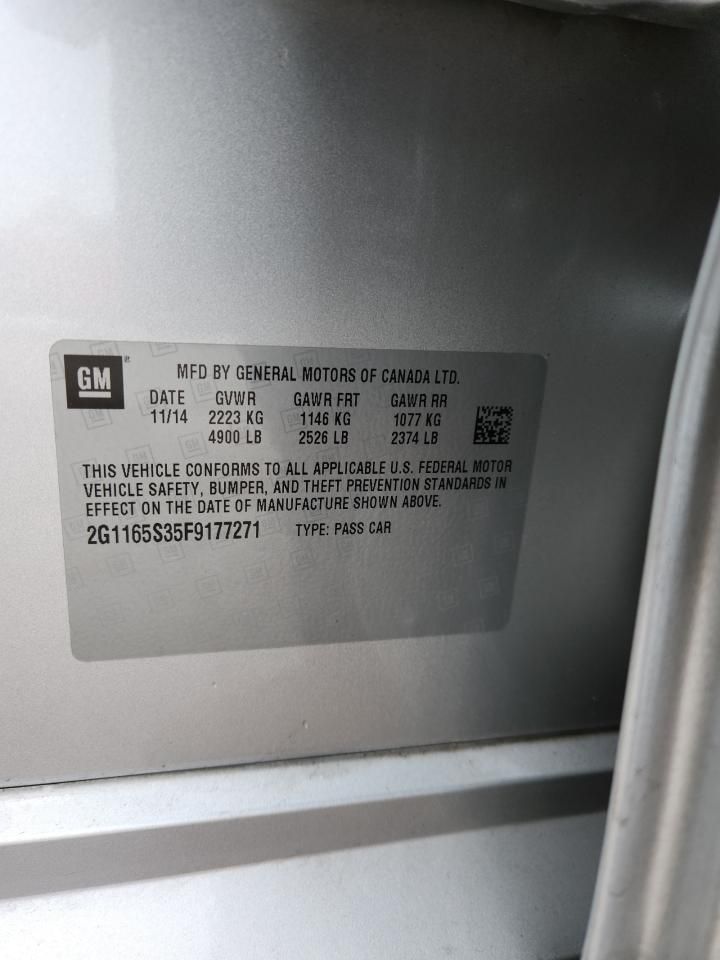 GM
MFD BY GENERAL MOTORS OF CANADA LTD.
DATE GVWR GAWR FRT GAWR RR
11/14 2223 KG 1146 KG 1077 KG
4900 LB 2526 LB 2374 LB
THIS VEHICLE CONFORMS TO ALL APPLICABLE U.S. FEDERAL MOTOR
VEHICLE SAFETY, BUMPER, AND THEFT PREVENTION STANDARDS IN
EFFECT ON THE DATE OF MANUFACTURE SHOWN ABOVE.
2G1165S35F9177271 TYPE: PASS CAR